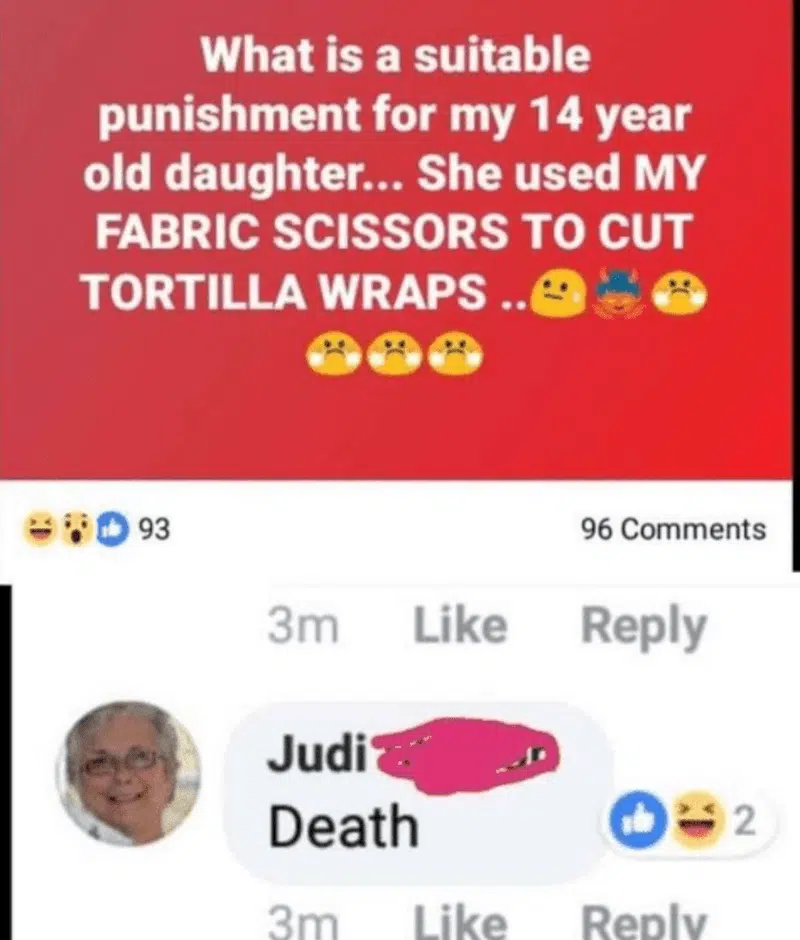 What is a suitable
punishment for my 14 year
old daughter... She used MY
FABRIC SCISSORS TO CUT
TORTILLA WRAPS ..😐👹😤
😤😤😤
93 96 Comments
3m Like Reply
Judi
Death
2
3m Like Reply